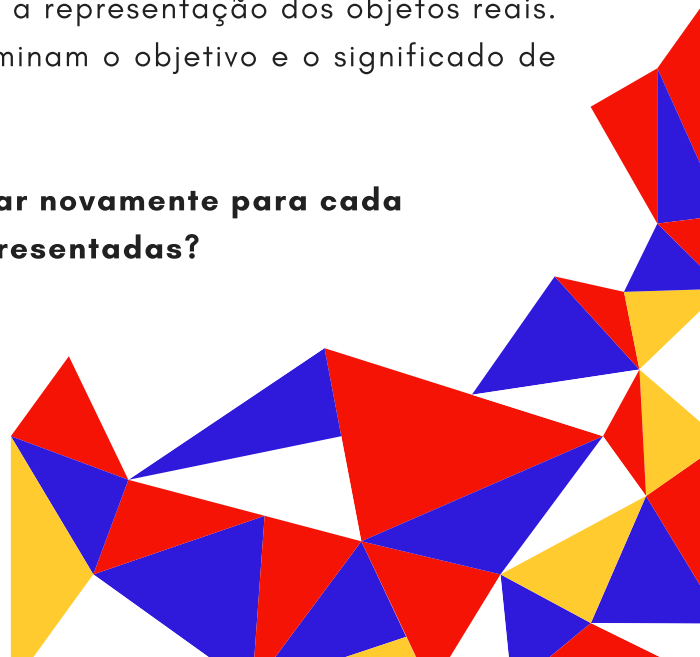 a representação dos objetos reais.
minam o objetivo e o significado de
ar novamente para cada
resentadas?